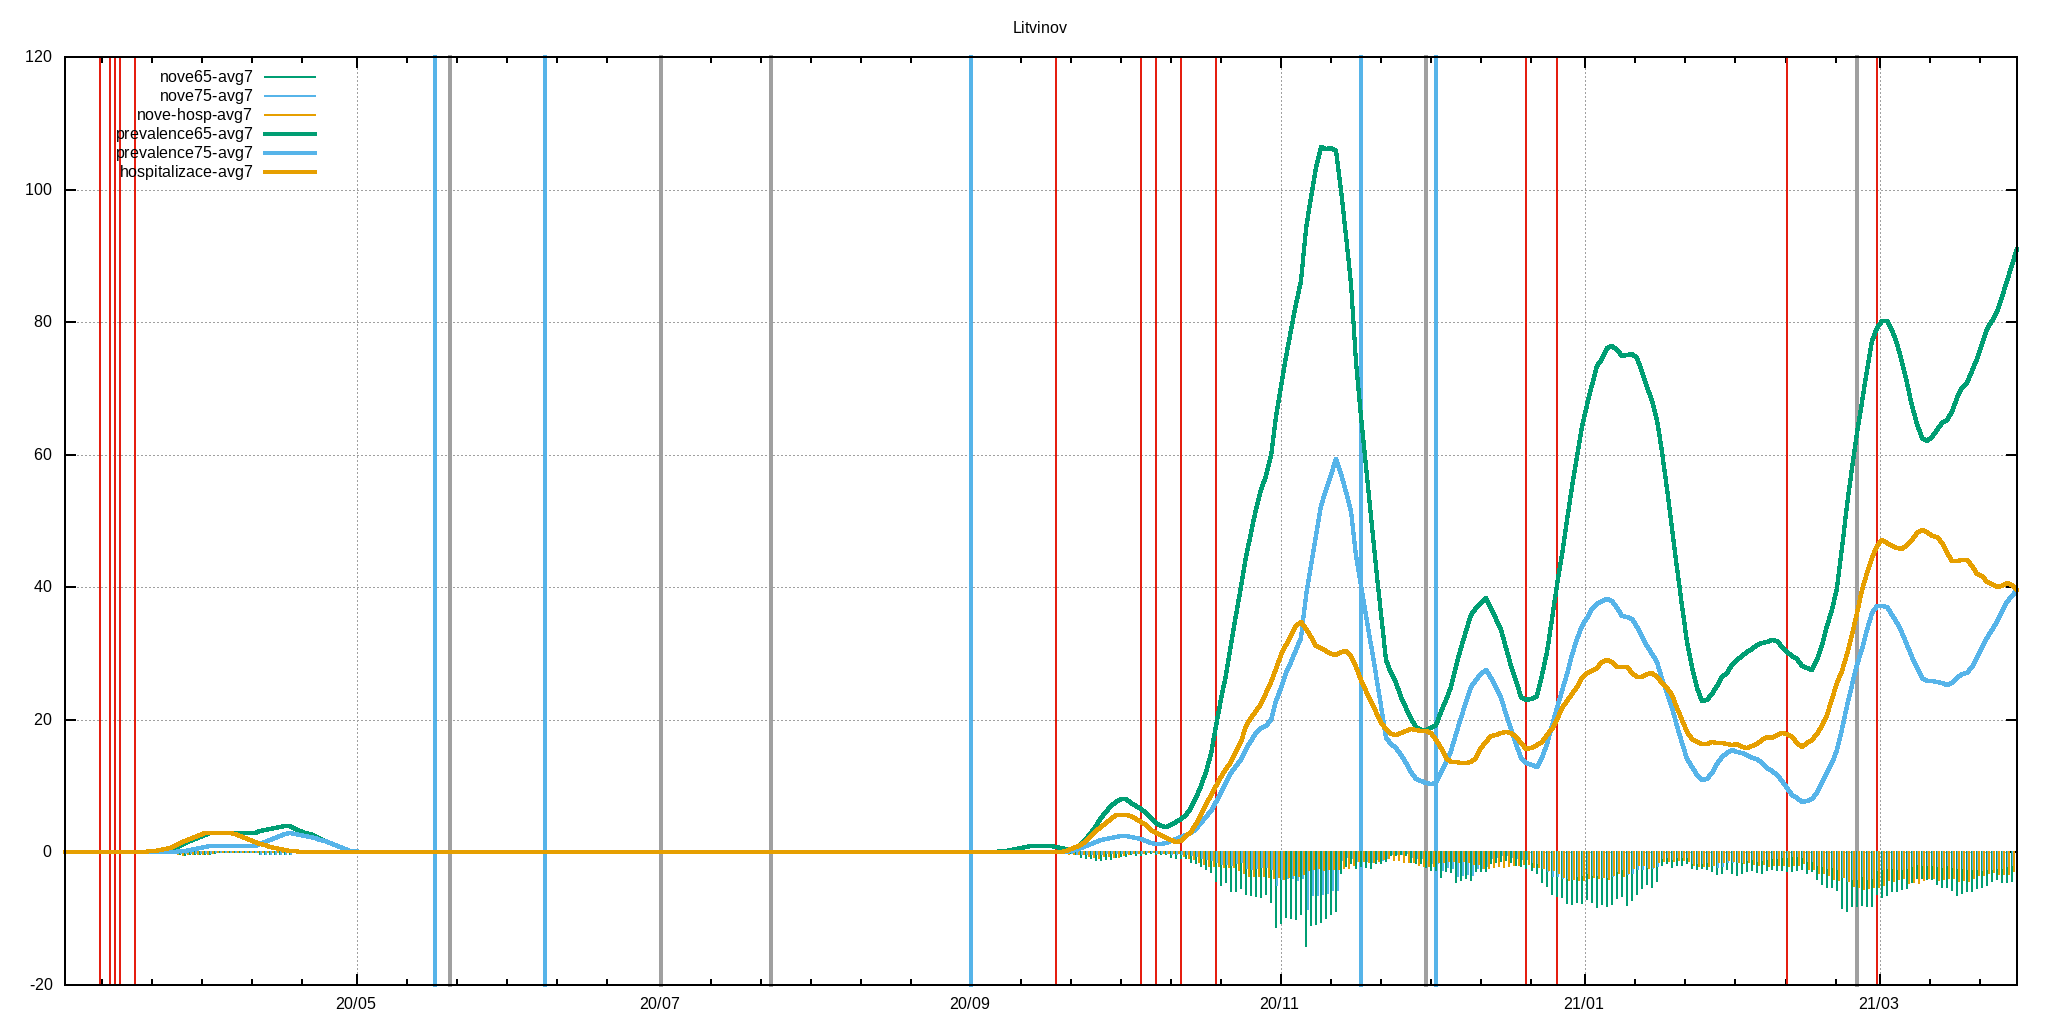 Litvinov
120
nove65-avg7
nove75-avg7
nove-hosp-avg7
prevalence65-avg7
prevalence75-avg7
hospitalizace-avg7
100
80
60
40
20
0
-20
20/05 20/07 20/09 20/11 21/01 21/03